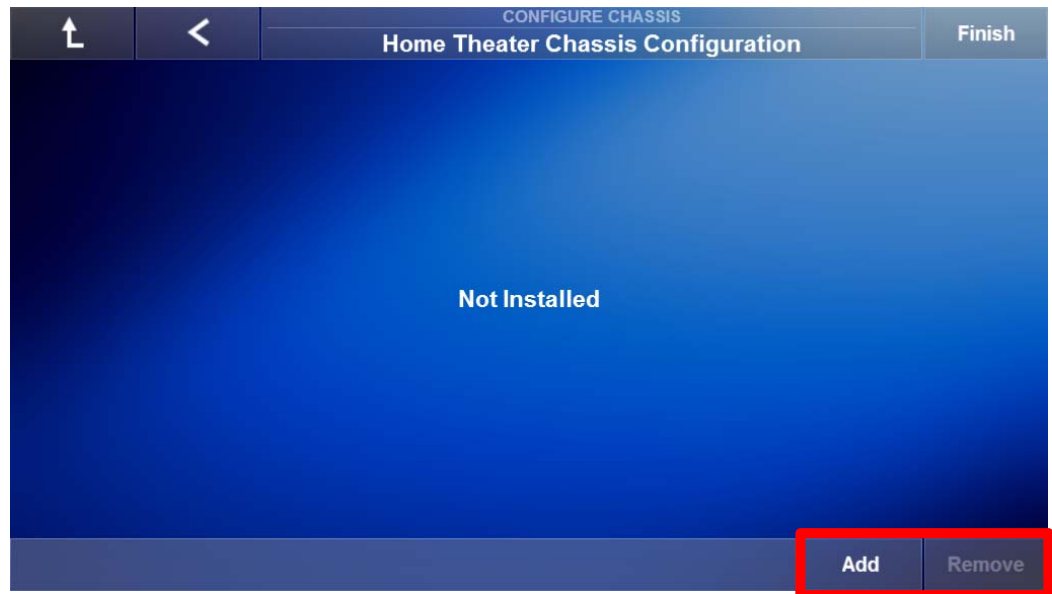 CONFIGURE CHASSIS
Home Theater Chassis Configuration
Finish
Not Installed
Add
Remove